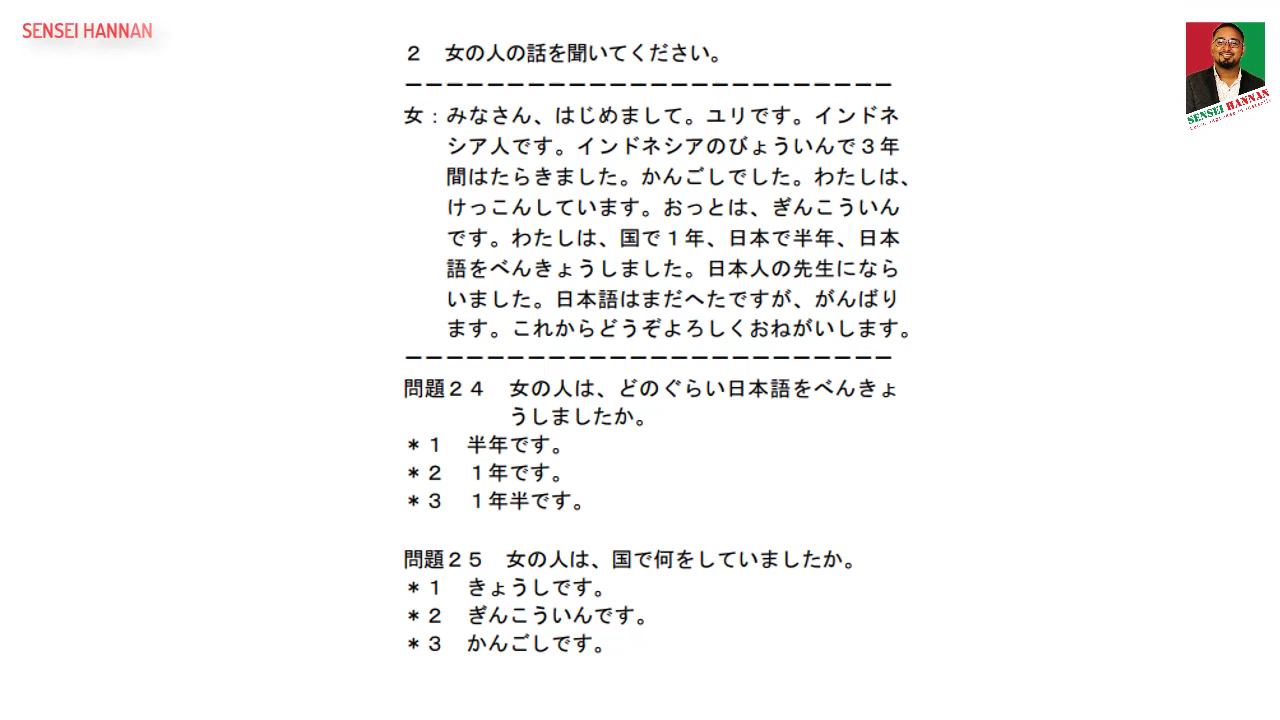 SENSEI HANNAN
2　女の人の話を聞いてください。
ーーーーーーーーーーーーーーーーーーーーーーーー
女：みなさん、はじめまして。ユリです。インドネ
シア人です。インドネシアのびょういんで３年
間はたらきました。かんごしでした。わたしは、
けっこんしています。おっとは、ぎんこういん
です。わたしは、国で１年、日本で半年、日本
語をべんきょうしました。日本人の先生になら
いました。日本語はまだへたですが、がんばり
ます。これからどうぞよろしくおねがいします。
ーーーーーーーーーーーーーーーーーーーーーーーー
問題２４　女の人は、どのぐらい日本語をべんきょ
うしましたか。
＊１　半年です。
＊２　１年です。
＊３　１年半です。
問題２５　女の人は、国で何をしていましたか。
＊１　きょうしです。
＊２　ぎんこういんです。
＊３　かんごしです。
SENSEI HANNAN